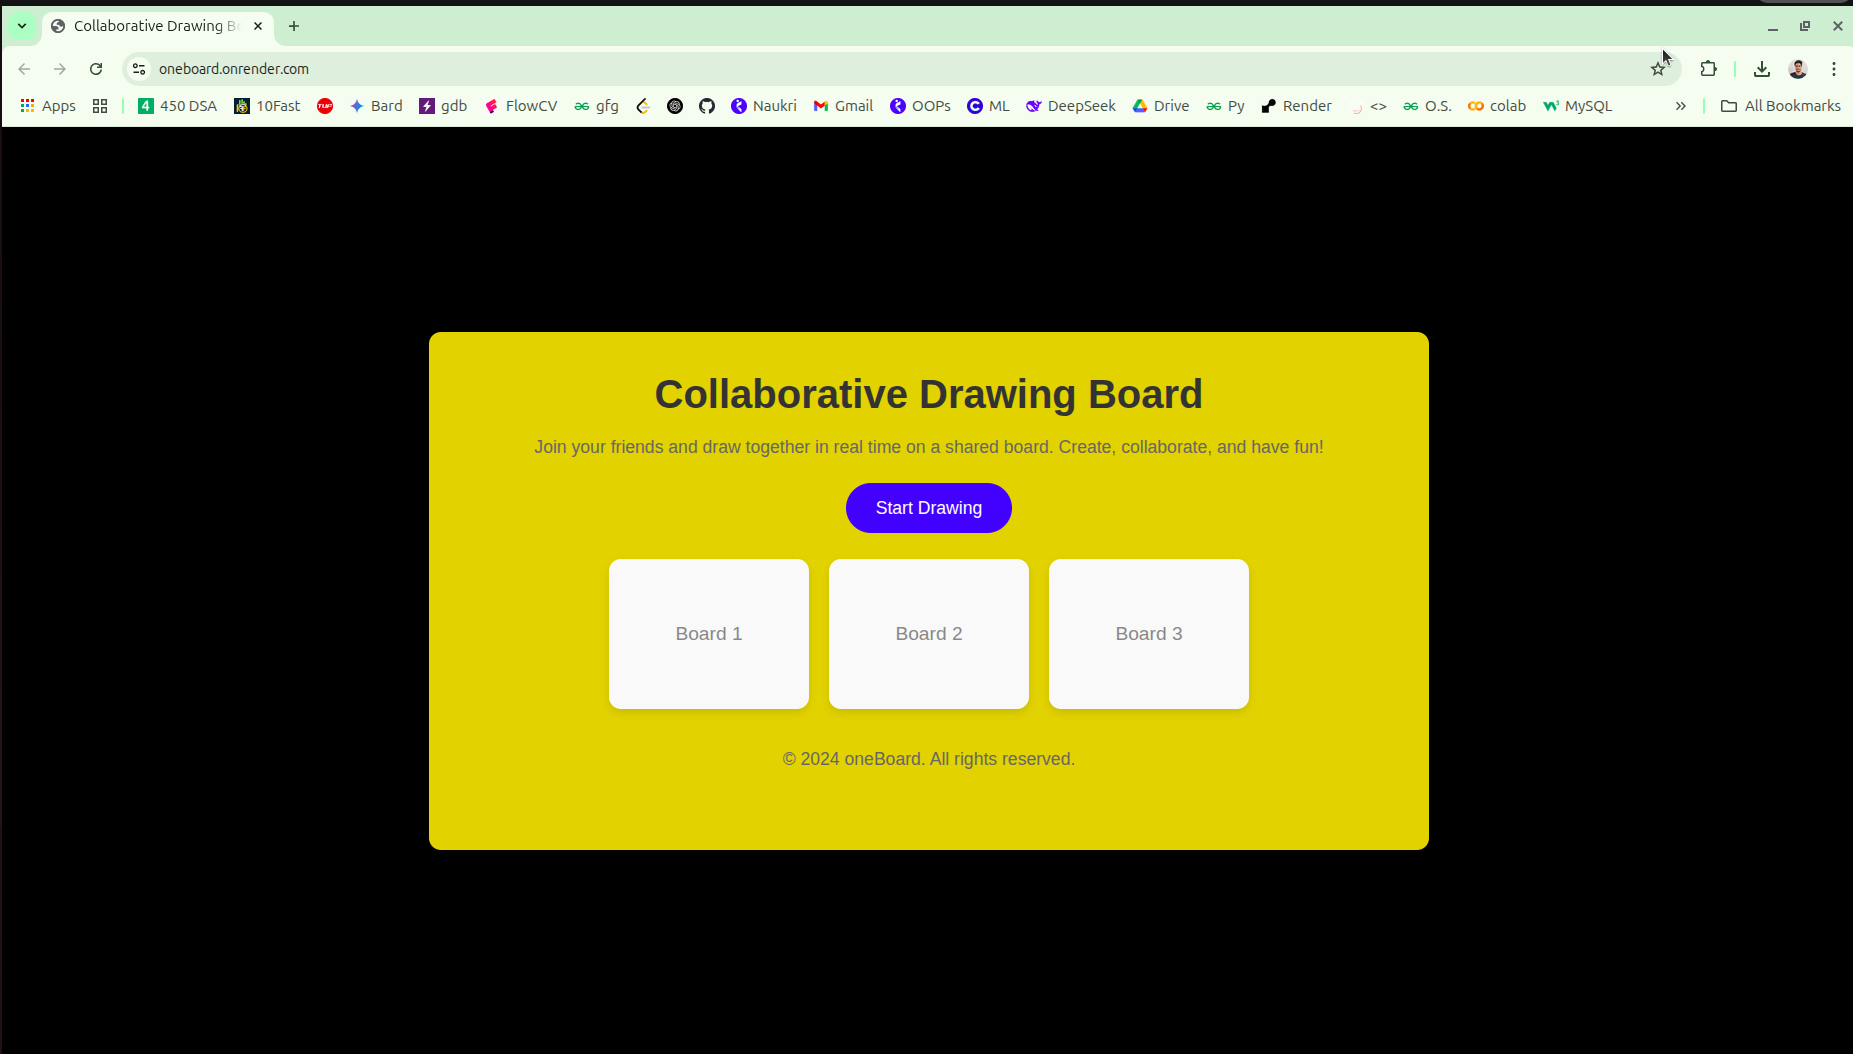 Collaborative Drawing B
oneboard.onrender.com
Apps 4 450 DSA 10Fast TUF Bard gdb FlowCV gfg Naukri Gmail OOPs ML DeepSeek Drive Py Render <> O.S. colab MySQL » All Bookmarks
Collaborative Drawing Board
Join your friends and draw together in real time on a shared board. Create, collaborate, and have fun!
Start Drawing
Board 1 Board 2 Board 3
© 2024 oneBoard. All rights reserved.